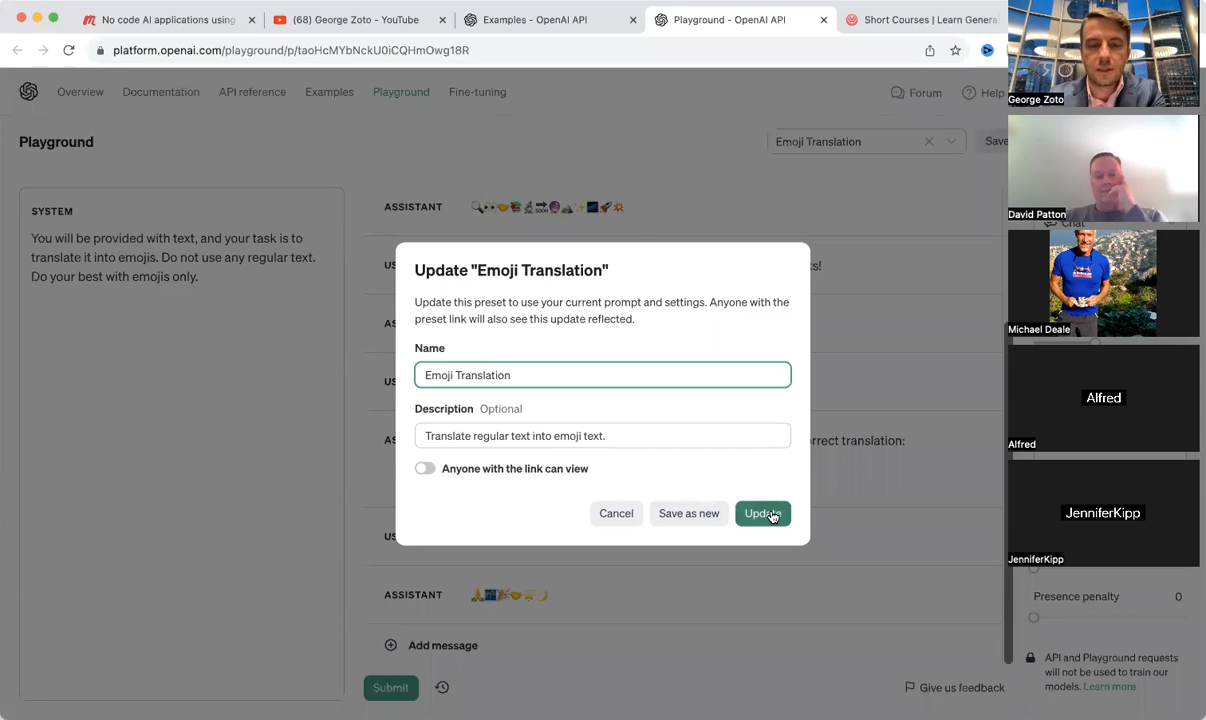 No code AI applications using
(68) George Zoto - YouTube
Examples - OpenAI API
Playground - OpenAI API
Short Courses | Learn Genera
platform.openai.com/playground/p/taoHcMYbNckU0iCQHmOwg18R
Overview
Documentation
API reference
Examples
Playground
Fine-tuning
Forum
Help
George Zoto
Playground
Emoji Translation
Save
David Patton
SYSTEM
You will be provided with text, and your task is to
translate it into emojis. Do not use any regular text.
Do your best with emojis only.
ASSISTANT
Chat
US
s!
AS
US
AS
rrect translation:
US
Update "Emoji Translation"
Update this preset to use your current prompt and settings. Anyone with the
preset link will also see this update reflected.
Name
Emoji Translation
Description Optional
Translate regular text into emoji text.
Anyone with the link can view
Cancel
Save as new
Update
Michael Deale
Alfred
Alfred
JenniferKipp
JenniferKipp
ASSISTANT
Add message
Submit
Give us feedback
Presence penalty 0
API and Playground requests
will not be used to train our
models. Learn more